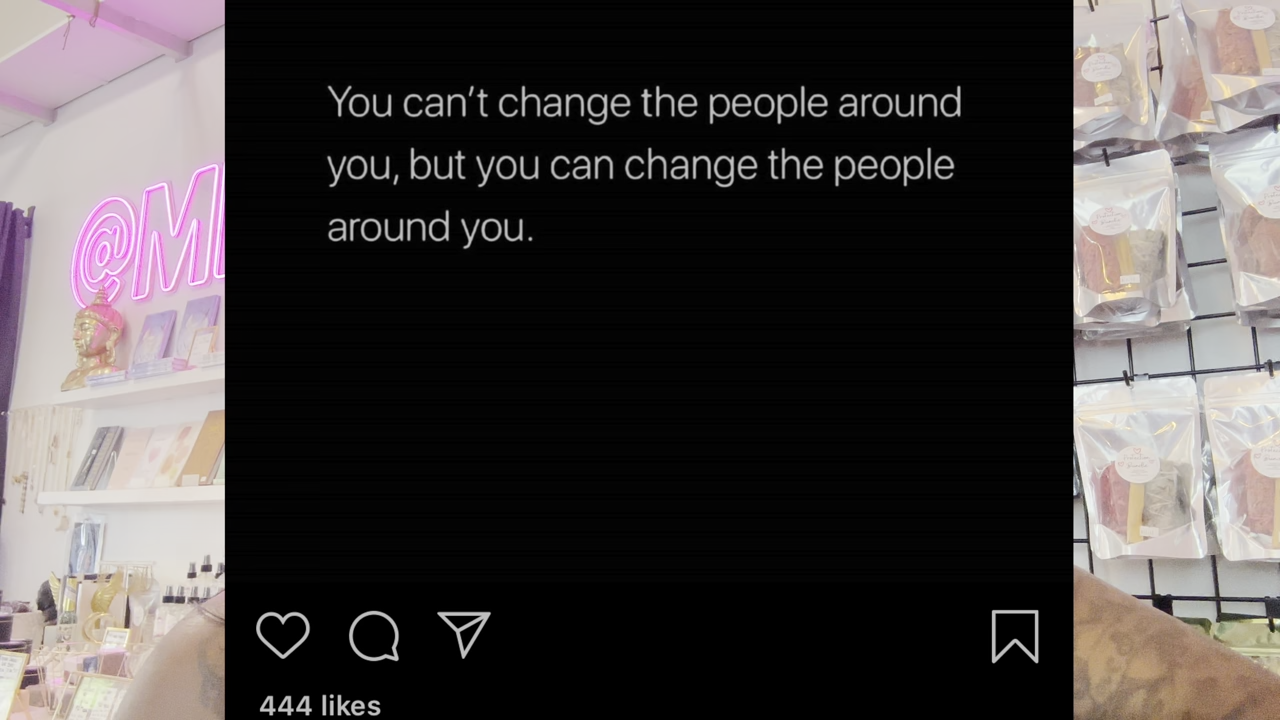 You can’t change the people around
you, but you can change the people
around you.
444 likes
@M